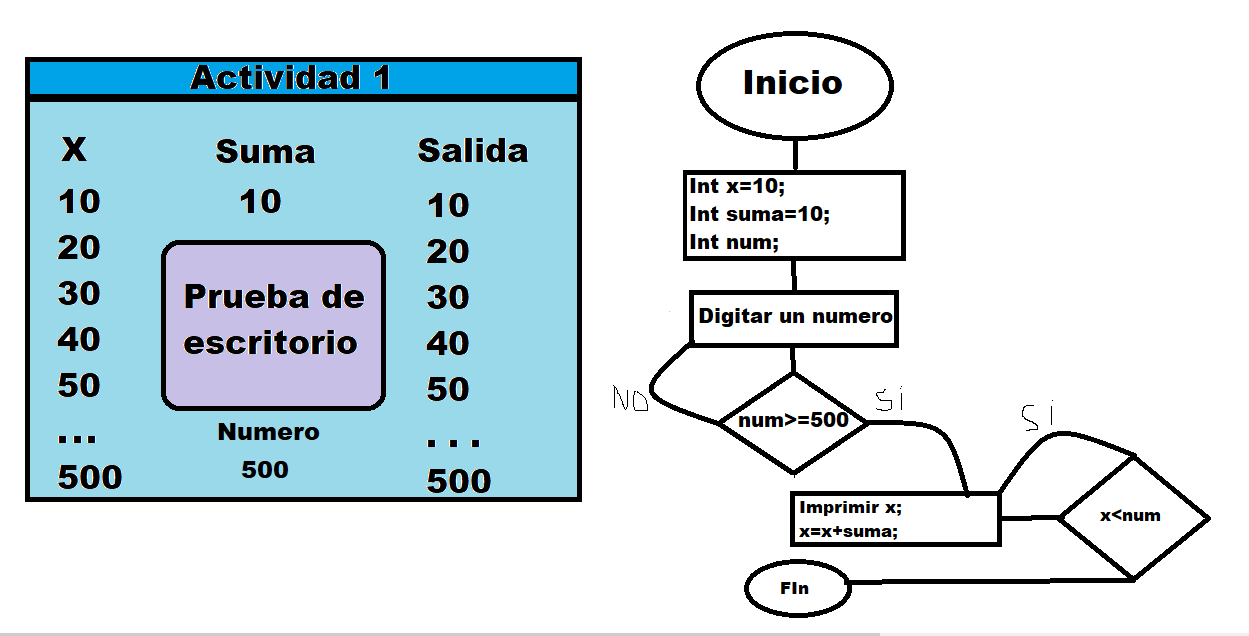 Actividad 1
X Suma Salida
10 10 10
20 20
30 30
40 40
50 50
Prueba de
escritorio
... ...
Numero
500
500 500
Inicio
Int x=10;
Int suma=10;
Int num;
Digitar un numero
NO
num>=500
SI
SI
Imprimir x;
x=x+suma;
x<num
FIn